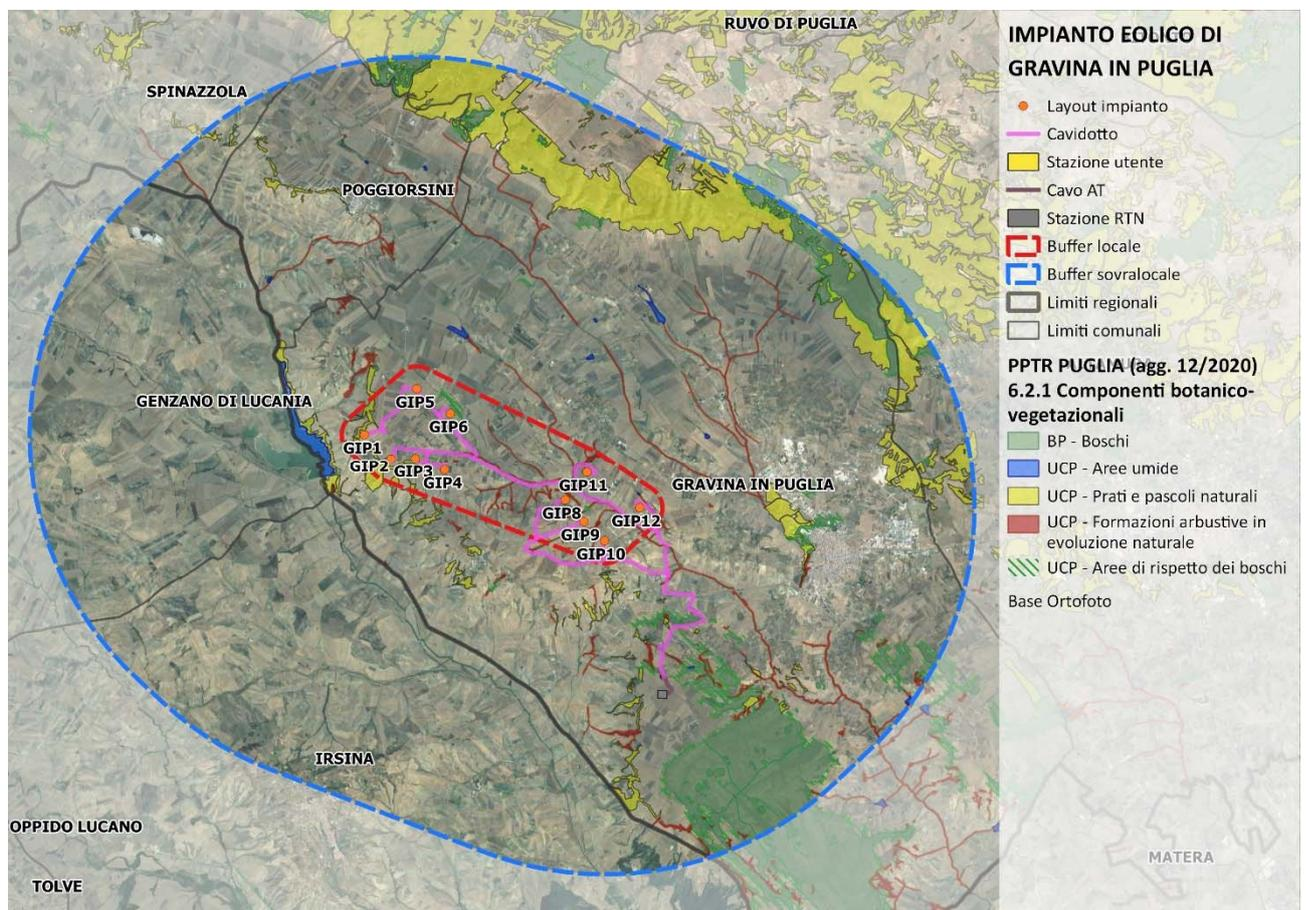 RUVO DI PUGLIA
SPINAZZOLA
POGGIORSINI
GENZANO DI LUCANIA
GIP5
GIP6
GIP1
GIP2
GIP3
GIP4
GIP11
GRAVINA IN PUGLIA
GIP8
GIP12
GIP9
GIP10
IRSINA
OPPIDO LUCANO
TOLVE
MATERA
IMPIANTO EOLICO DI
GRAVINA IN PUGLIA
Layout impianto
Cavidotto
Stazione utente
Cavo AT
Stazione RTN
Buffer locale
Buffer sovralocale
Limiti regionali
Limiti comunali
PPTR PUGLIA (agg. 12/2020)
6.2.1 Componenti botanico-
vegetazionali
BP - Boschi
UCP - Aree umide
UCP - Prati e pascoli naturali
UCP - Formazioni arbustive in
evoluzione naturale
UCP - Aree di rispetto dei boschi
Base Ortofoto